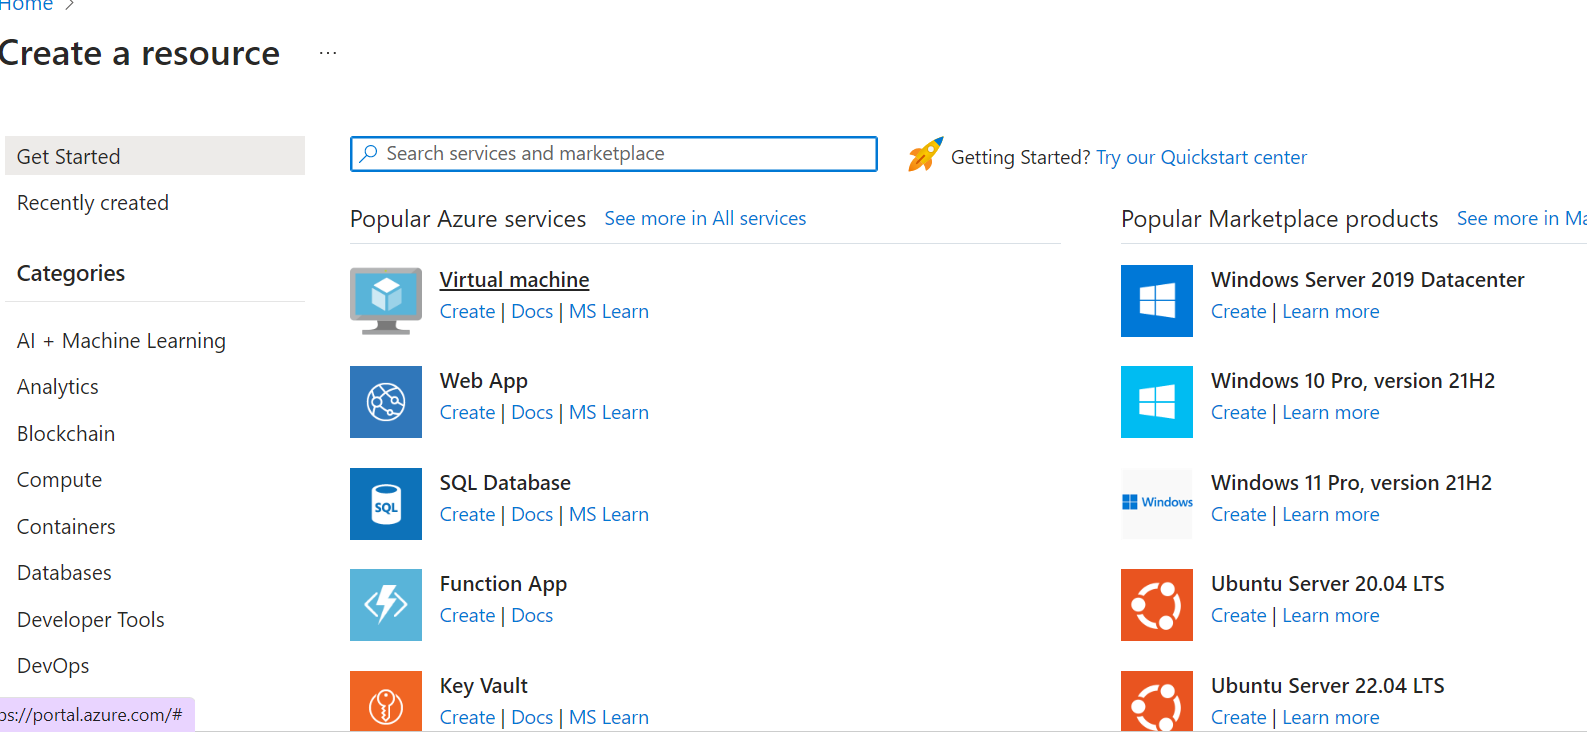 Home >
Create a resource ...
Get Started
Recently created
Categories
AI + Machine Learning
Analytics
Blockchain
Compute
Containers
Databases
Developer Tools
DevOps
ps://portal.azure.com/#
Search services and marketplace
Getting Started? Try our Quickstart center
Popular Azure services See more in All services
Virtual machine
Create | Docs | MS Learn
Web App
Create | Docs | MS Learn
SQL
SQL Database
Create | Docs | MS Learn
Function App
Create | Docs
Key Vault
Create | Docs | MS Learn
Popular Marketplace products See more in Ma
Windows Server 2019 Datacenter
Create | Learn more
Windows 10 Pro, version 21H2
Create | Learn more
Windows
Windows 11 Pro, version 21H2
Create | Learn more
Ubuntu Server 20.04 LTS
Create | Learn more
Ubuntu Server 22.04 LTS
Create | Learn more